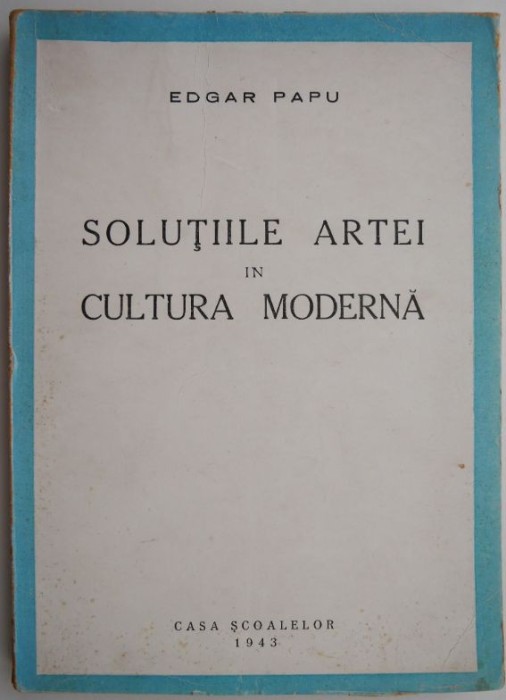 EDGAR PAPU
SOLUŢIILE ARTEI
IN
CULTURA MODERNĂ
CASA ŞCOALELOR
1943